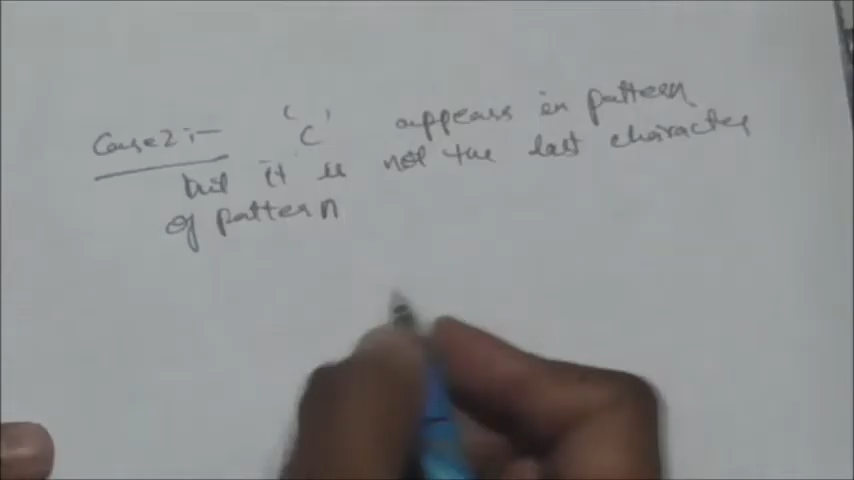 Case2:- 'C' appears in pattern
but it is not the last character
of pattern